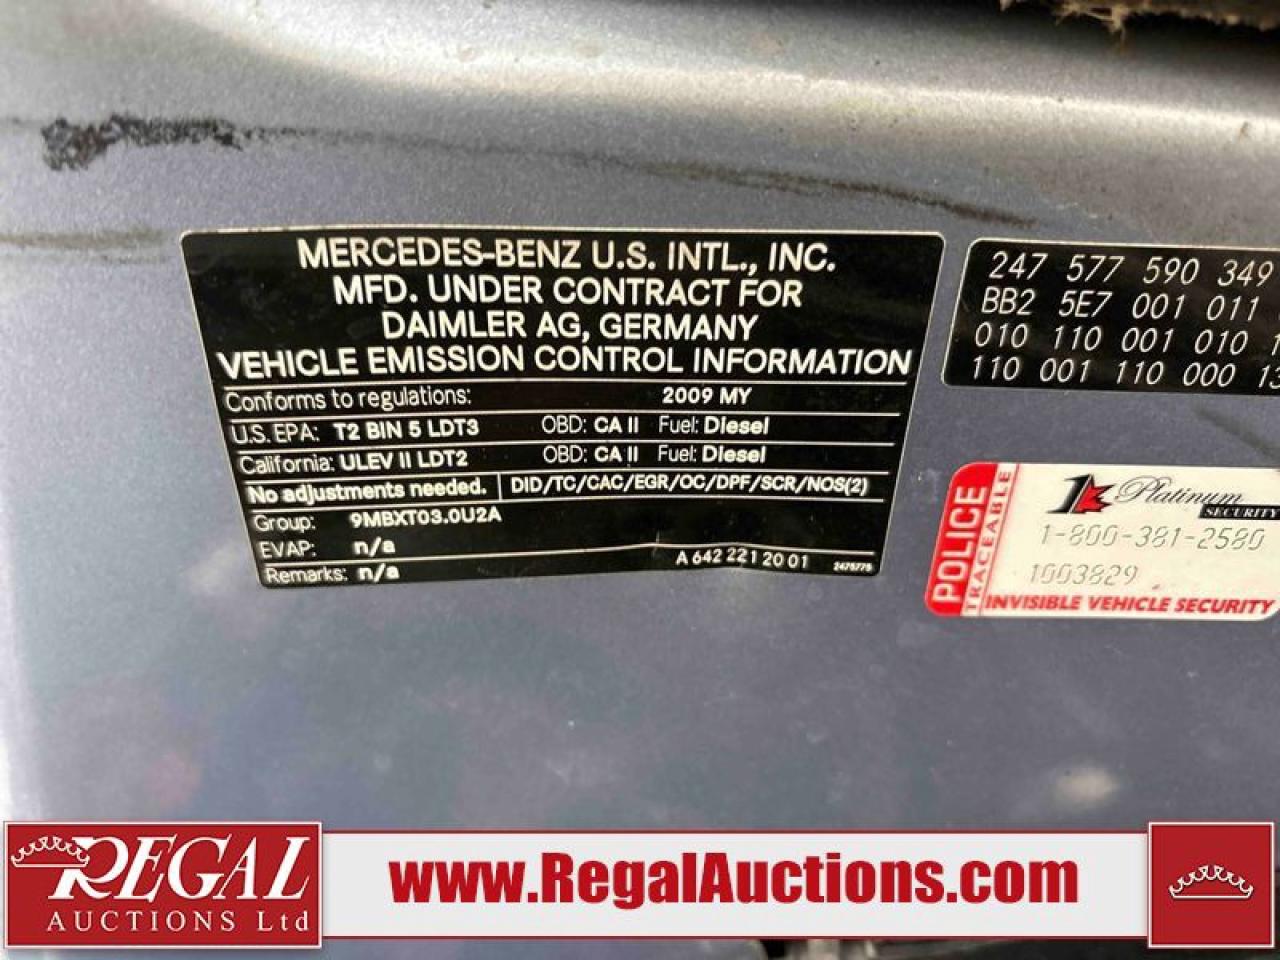 MERCEDES-BENZ U.S. INTL., INC.
MFD. UNDER CONTRACT FOR
DAIMLER AG, GERMANY
VEHICLE EMISSION CONTROL INFORMATION
Conforms to regulations: 2009 MY
U.S. EPA: T2 BIN 5 LDT3 OBD: CA II Fuel: Diesel
California: ULEV II LDT2 OBD: CA II Fuel: Diesel
No adjustments needed. DID/TC/CAC/EGR/OC/DPF/SCR/NOS(2)
Group: 9MBXT03.0U2A
EVAP: n/a
Remarks: n/a A 642 221 20 01 2475775
247 577 590 349
BB2 5E7 001 011
010 110 001 010 1
110 001 110 000 13
POLICE
TRACEABLE
1 Platinum
SECURITY
1-800-381-2580
1003829
INVISIBLE VEHICLE SECURITY
REGAL
AUCTIONS Ltd
www.RegalAuctions.com